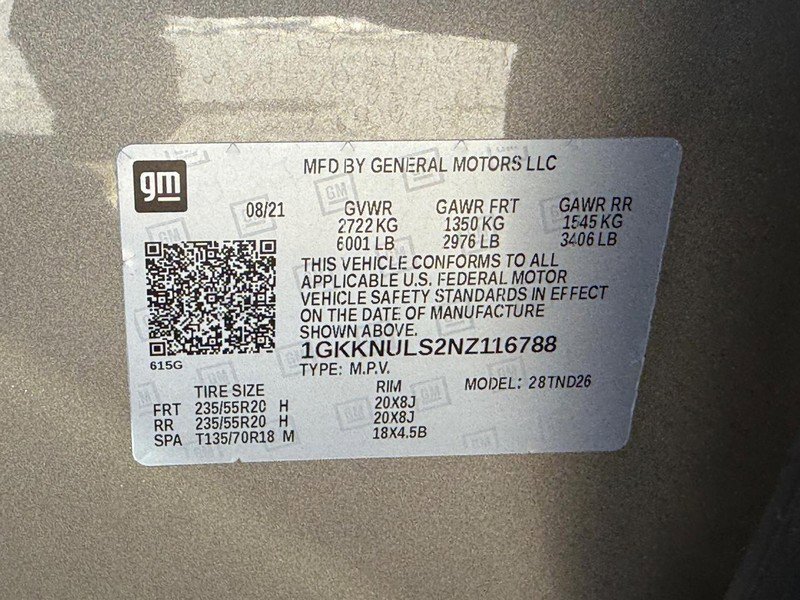 gm
MFD BY GENERAL MOTORS LLC
08/21 GVWR GAWR FRT GAWR RR
2722 KG 1350 KG 1545 KG
6001 LB 2976 LB 3406 LB
THIS VEHICLE CONFORMS TO ALL
APPLICABLE U.S. FEDERAL MOTOR
VEHICLE SAFETY STANDARDS IN EFFECT
ON THE DATE OF MANUFACTURE
SHOWN ABOVE.
1GKKNULS2NZ116788
615G
TYPE: M.P.V.
TIRE SIZE RIM MODEL: 28TND26
FRT 235/55R20 H 20X8J
RR 235/55R20 H 20X8J
SPA T135/70R18 M 18X4.5B